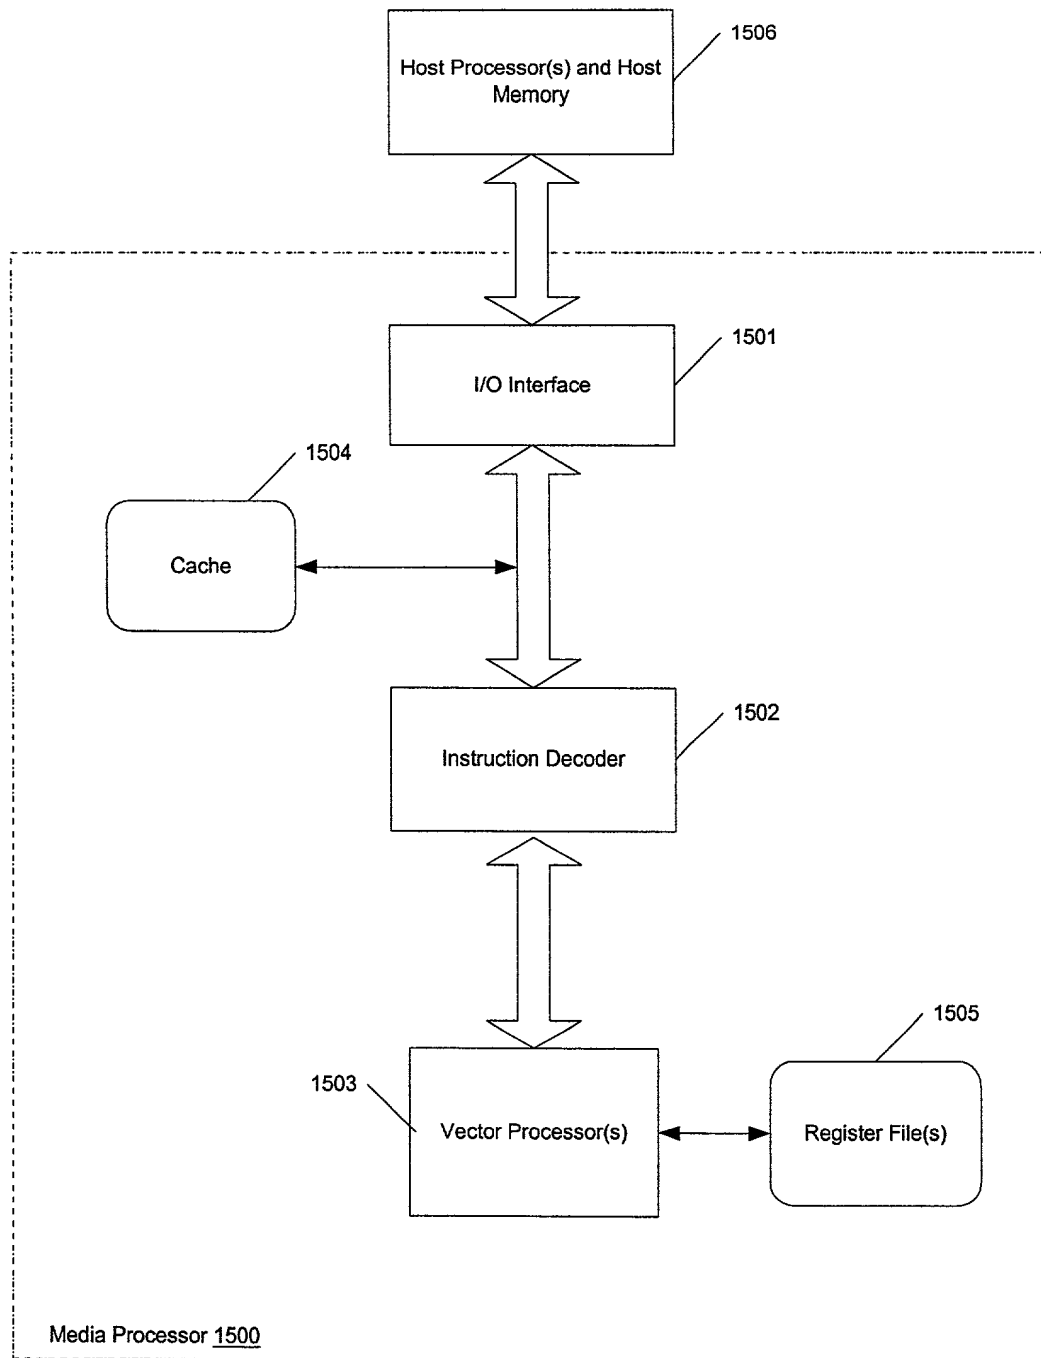 1506
Host Processor(s) and Host
Memory
1501
I/O Interface
1504
Cache
1502
Instruction Decoder
1505
1503
Vector Processor(s)
Register File(s)
Media Processor 1500